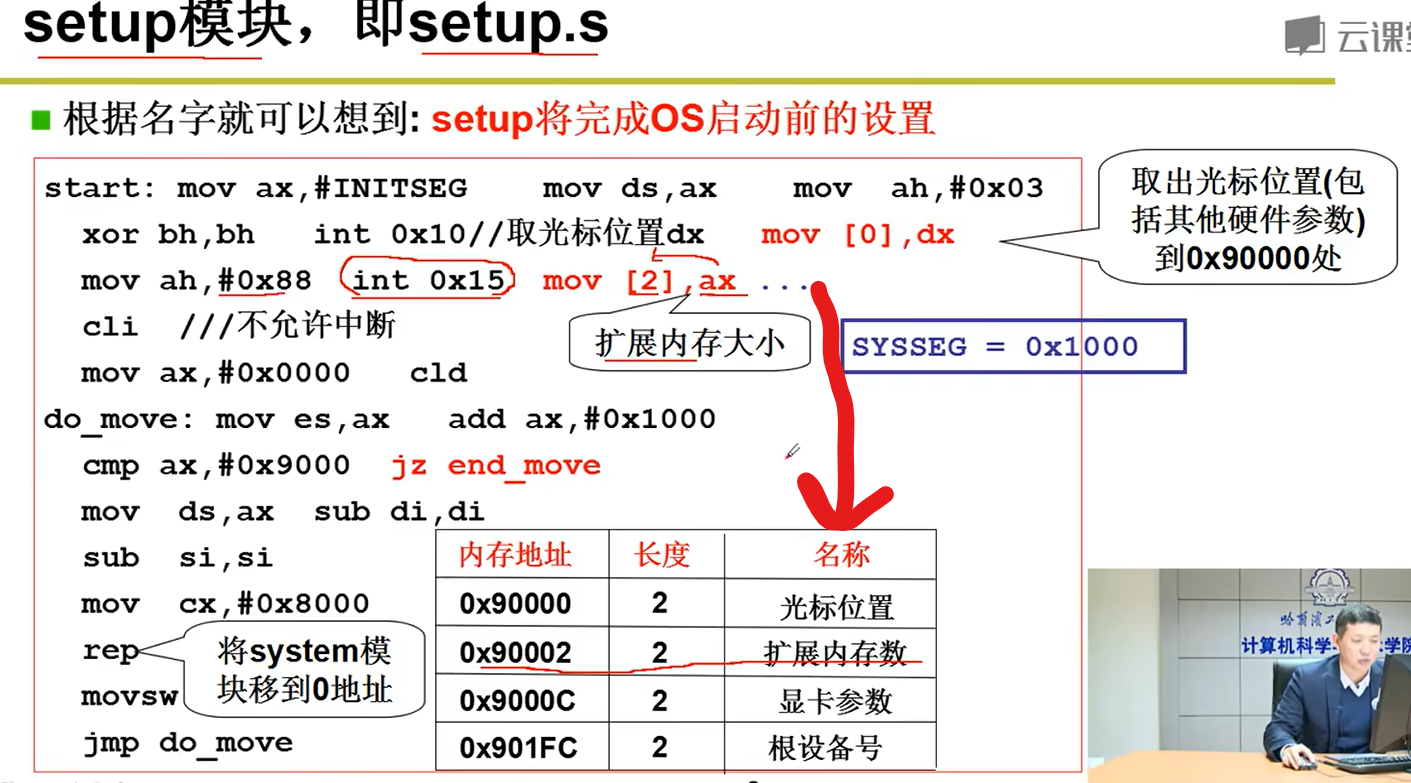 setup模块，即setup.s
云课堂
根据名字就可以想到: setup将完成OS启动前的设置
start: mov ax,#INITSEG mov ds,ax mov ah,#0x03
xor bh,bh int 0x10//取光标位置dx mov [0],dx
mov ah,#0x88 int 0x15 mov [2],ax ...
cli ///不允许中断
mov ax,#0x0000 cld
do_move: mov es,ax add ax,#0x1000
cmp ax,#0x9000 jz end_move
mov ds,ax sub di,di
sub si,si
mov cx,#0x8000
rep
movsw
jmp do_move
取出光标位置(包
括其他硬件参数)
到0x90000处
扩展内存大小
SYSSEG = 0x1000
将system模
块移到0地址
内存地址 长度 名称
0x90000 2 光标位置
0x90002 2 扩展内存数
0x9000C 2 显卡参数
0x901FC 2 根设备号
计算机科学
学院